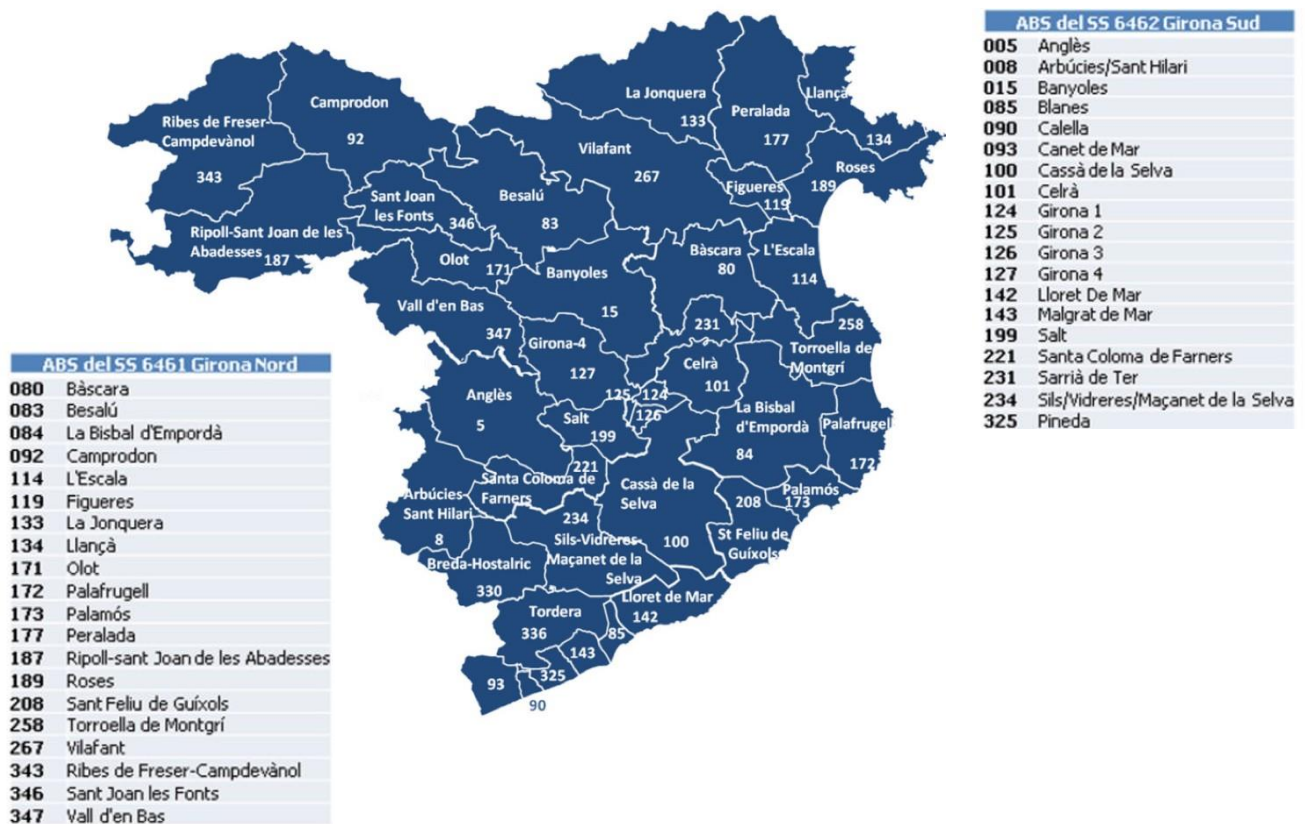 ABS del SS 6462 Girona Sud
005 Anglès
008 Arbúcies/Sant Hilari
015 Banyoles
085 Blanes
090 Calella
093 Canet de Mar
100 Cassà de la Selva
101 Celrà
124 Girona 1
125 Girona 2
126 Girona 3
127 Girona 4
142 Lloret De Mar
143 Malgrat de Mar
199 Salt
221 Santa Coloma de Farners
231 Sarrià de Ter
234 Sils/Vidreres/Maçanet de la Selva
325 Pineda
La Jonquera
133
Peralada
177
Llançà
134
Camprodon
92
Ribes de Freser-
Campdevànol
343
Vilafant
267
Roses
189
Figueres
119
Sant Joan
les Fonts
346
Besalú
83
Ripoll-Sant Joan de les
Abadesses
187
Bàscara
80
L'Escala
114
Olot
171
Banyoles
15
Vall d'en Bas
347
231
258
Torroella de
Montgrí
Girona-4
127
Celrà
101
125
124
126
Anglès
5
Salt
199
La Bisbal
d'Empordà
84
Palafrugell
172
221
Santa Coloma de
Farners
Cassà de la
Selva
100
Palamós
173
208
St Feliu de
Guíxols
Arbúcies-
Sant Hilari
8
234
Sils-Vidreres-
Maçanet de la
Selva
Breda-Hostalric
330
Lloret de Mar
142
Tordera
336
85
143
325
93
90
ABS del SS 6461 Girona Nord
080 Bàscara
083 Besalú
084 La Bisbal d'Empordà
092 Camprodon
114 L'Escala
119 Figueres
133 La Jonquera
134 Llançà
171 Olot
172 Palafrugell
173 Palamós
177 Peralada
187 Ripoll-sant Joan de les Abadesses
189 Roses
208 Sant Feliu de Guíxols
258 Torroella de Montgrí
267 Vilafant
343 Ribes de Freser-Campdevànol
346 Sant Joan les Fonts
347 Vall d'en Bas